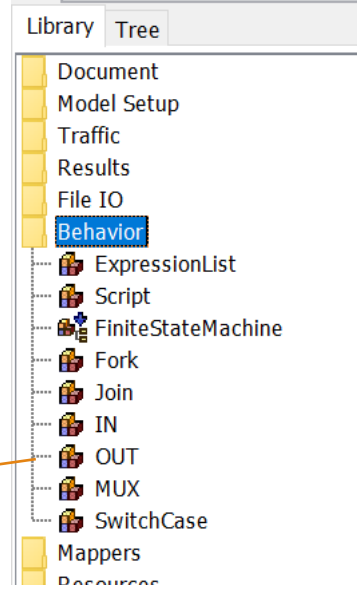 Library Tree
Document
Model Setup
Traffic
Results
File IO
Behavior
ExpressionList
Script
FiniteStateMachine
Fork
Join
IN
OUT
MUX
SwitchCase
Mappers
Resources